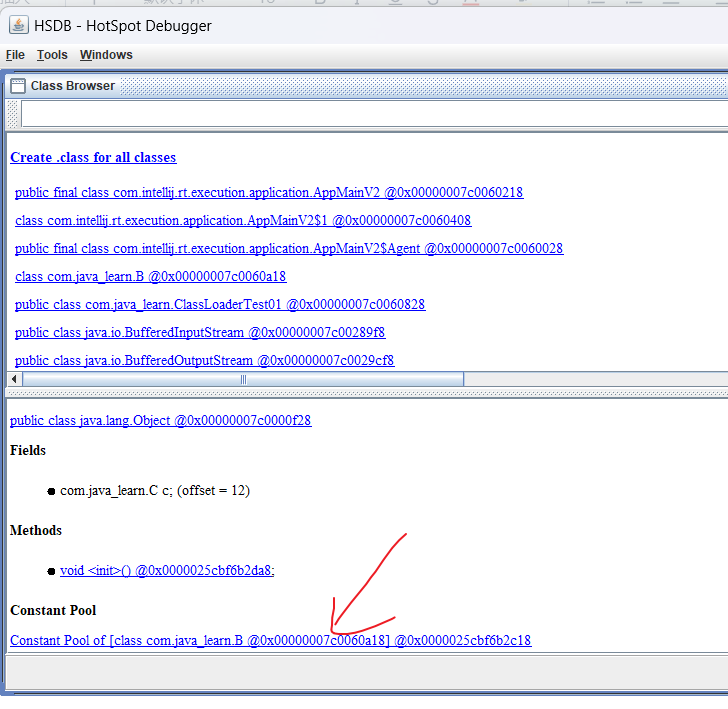 HSDB - HotSpot Debugger
File Tools Windows
Class Browser
Create .class for all classes
public final class com.intellij.rt.execution.application.AppMainV2 @0x00000007c0060218
class com.intellij.rt.execution.application.AppMainV2$1 @0x00000007c0060408
public final class com.intellij.rt.execution.application.AppMainV2$Agent @0x00000007c0060028
class com.java_learn.B @0x00000007c0060a18
public class com.java_learn.ClassLoaderTest01 @0x00000007c0060828
public class java.io.BufferedInputStream @0x00000007c00289f8
public class java.io.BufferedOutputStream @0x00000007c0029cf8
public class java.lang.Object @0x00000007c0000f28
Fields
com.java_learn.C c; (offset = 12)
Methods
void <init>() @0x0000025cbf6b2da8;
Constant Pool
Constant Pool of [class com.java_learn.B @0x00000007c0060a18] @0x0000025cbf6b2c18